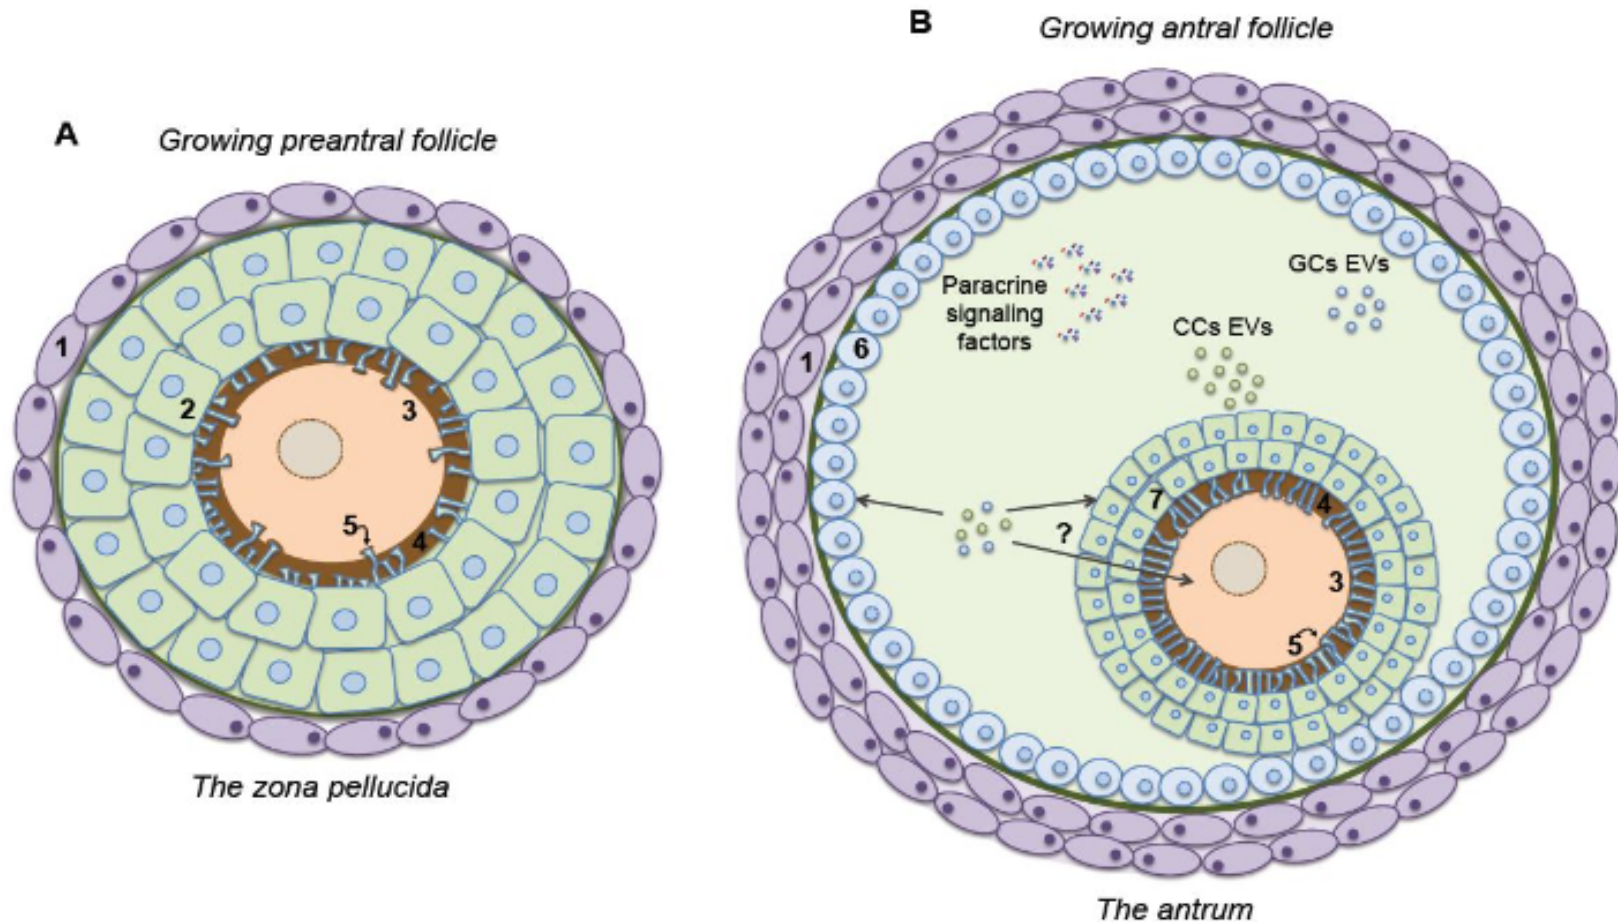 A
Growing preantral follicle
1
2
3
5
4
The zona pellucida
B
Growing antral follicle
Paracrine
signaling
factors
GCs EVs
CCs EVs
1
6
7
4
?
3
5
The antrum